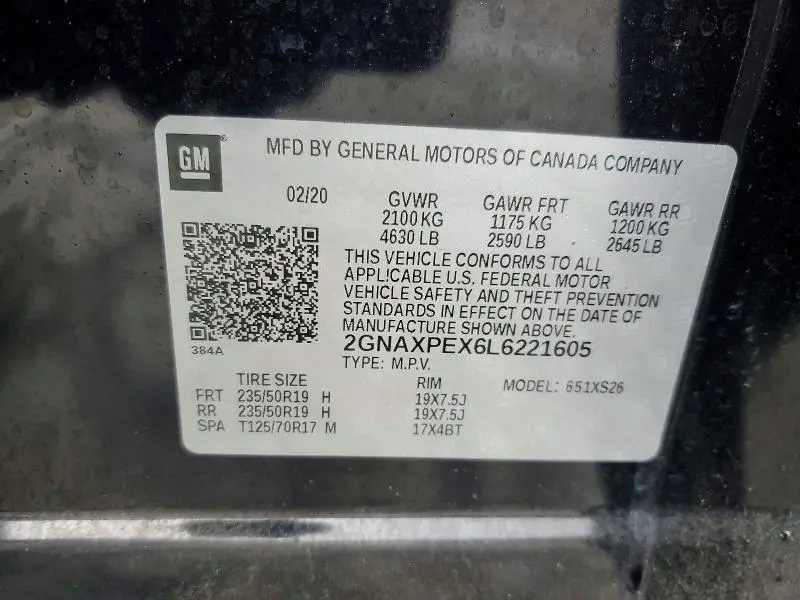 GM MFD BY GENERAL MOTORS OF CANADA COMPANY
02/20 GVWR GAWR FRT GAWR RR
2100 KG 1175 KG 1200 KG
4630 LB 2590 LB 2645 LB
THIS VEHICLE CONFORMS TO ALL
APPLICABLE U.S. FEDERAL MOTOR
VEHICLE SAFETY AND THEFT PREVENTION
STANDARDS IN EFFECT ON THE DATE OF
MANUFACTURE SHOWN ABOVE.
384A 2GNAXPEX6L6221605
TYPE: M.P.V.
TIRE SIZE RIM MODEL: 651XS26
FRT 235/50R19 H 19X7.5J
RR 235/50R19 H 19X7.5J
SPA T125/70R17 M 17X4BT